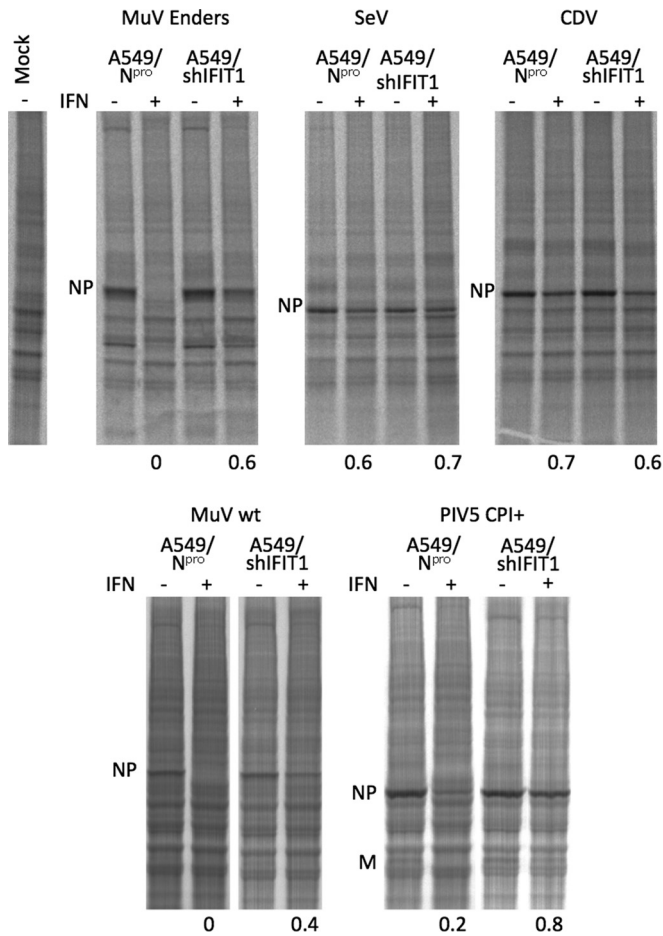 MuV Enders SeV CDV
Mock A549/ A549/ A549/ A549/ A549/ A549/
Npro shIFIT1 Npro shIFIT1 Npro shIFIT1
- IFN - + - + - + - + - + - +
NP NP NP
0 0.6 0.6 0.7 0.7 0.6
MuV wt PIV5 CPI+
A549/ A549/ A549/ A549/
Npro shIFIT1 Npro shIFIT1
IFN - + - + IFN - + - +
NP NP
M
0 0.4 0.2 0.8